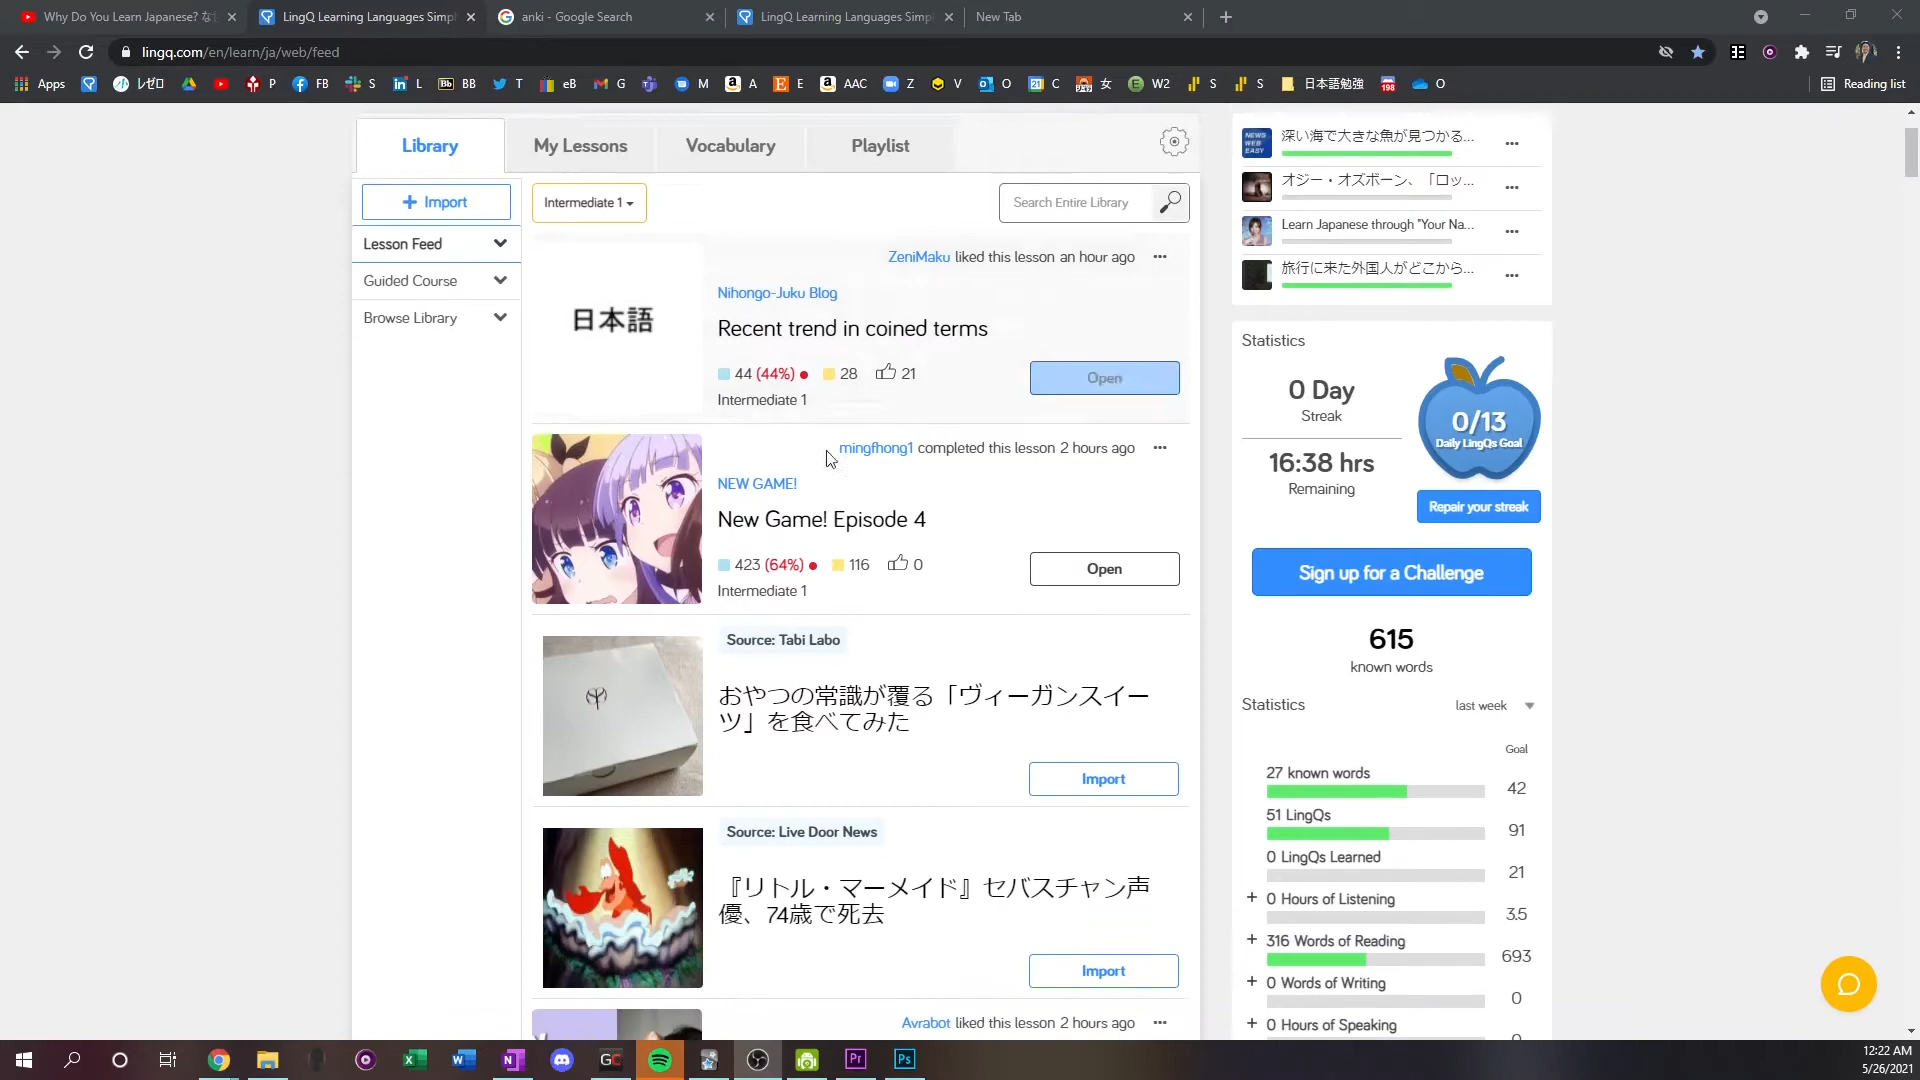 Why Do You Learn Japanese? な
LingQ Learning Languages Simpl
anki - Google Search
LingQ Learning Languages Simpl
New Tab
lingq.com/en/learn/ja/web/feed
Apps
レゼロ
P
FB
S
L
Bb BB
T
eB
G
M
A
E
AAC
Z
V
O
21 C
女
W2
S
S
日本語勉強
198
O
Reading list
Library
My Lessons
Vocabulary
Playlist
Import
Intermediate 1
Search Entire Library
Lesson Feed
Guided Course
Browse Library
ZeniMaku liked this lesson an hour ago
Nihongo-Juku Blog
日本語
Recent trend in coined terms
44 (44%) 28 21
Open
Intermediate 1
mingfhong1 completed this lesson 2 hours ago
NEW GAME!
New Game! Episode 4
423 (64%) 116 0
Open
Intermediate 1
Source: Tabi Labo
おやつの常識が覆る「ヴィーガンスイー
ツ」を食べてみた
Import
Source: Live Door News
『リトル・マーメイド』セバスチャン声
優、74歳で死去
Import
Avrabot liked this lesson 2 hours ago
NEWS
WEB
EASY
深い海で大きな魚が見つかる...
オジー・オズボーン、「ロッ...
Learn Japanese through "Your Na...
旅行に来た外国人がどこから...
Statistics
0 Day
Streak
16:38 hrs
Remaining
0/13
Daily LingQs Goal
Repair your streak
Sign up for a Challenge
615
known words
Statistics
last week
Goal
27 known words
42
51 LingQs
91
0 LingQs Learned
21
0 Hours of Listening
3.5
316 Words of Reading
693
0 Words of Writing
0
0 Hours of Speaking
GC
Pr
Ps
12:22 AM
5/26/2021